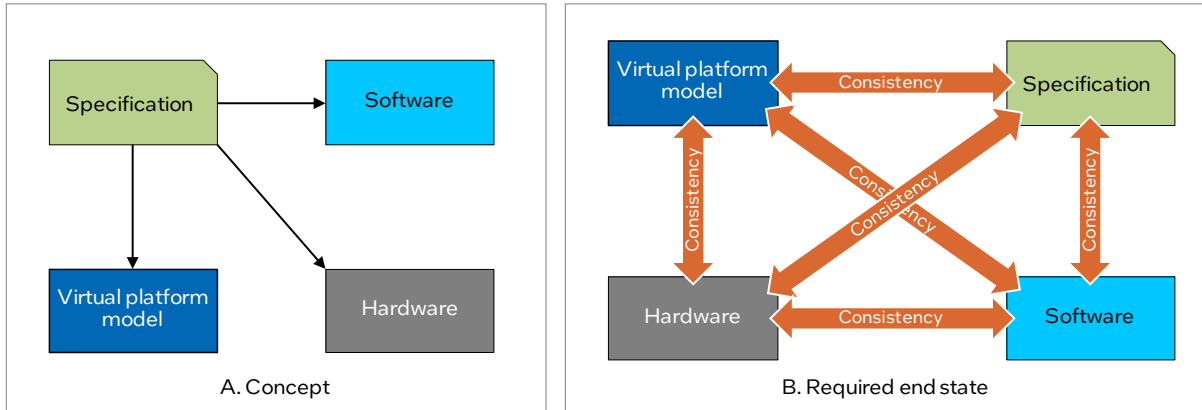 Specification
Software
Virtual platform
model
Hardware
A. Concept
Virtual platform
model
Consistency
Specification
Consistency
Consistency
Consistency
Consistency
Hardware
Consistency
Software
B. Required end state